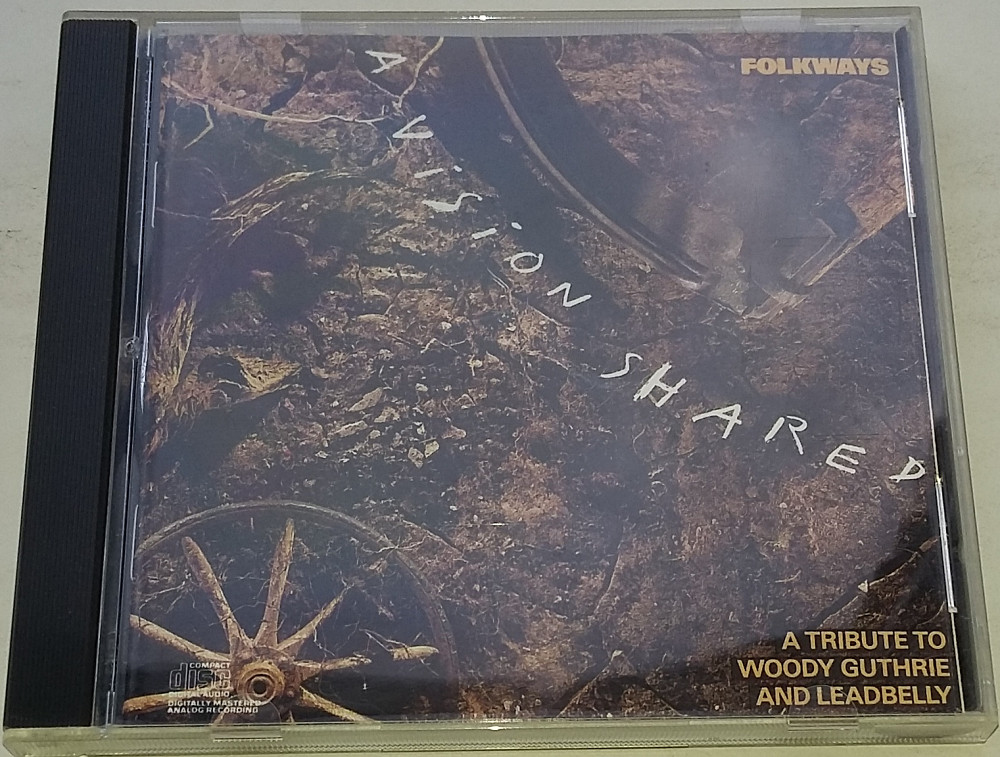 FOLKWAYS
A ViSiON SHARED
A TRIBUTE TO
WOODY GUTHRIE
AND LEADBELLY
COMPACT
disc
DIGITAL AUDIO
DIGITALLY MASTERED
ANALOG RECORDING